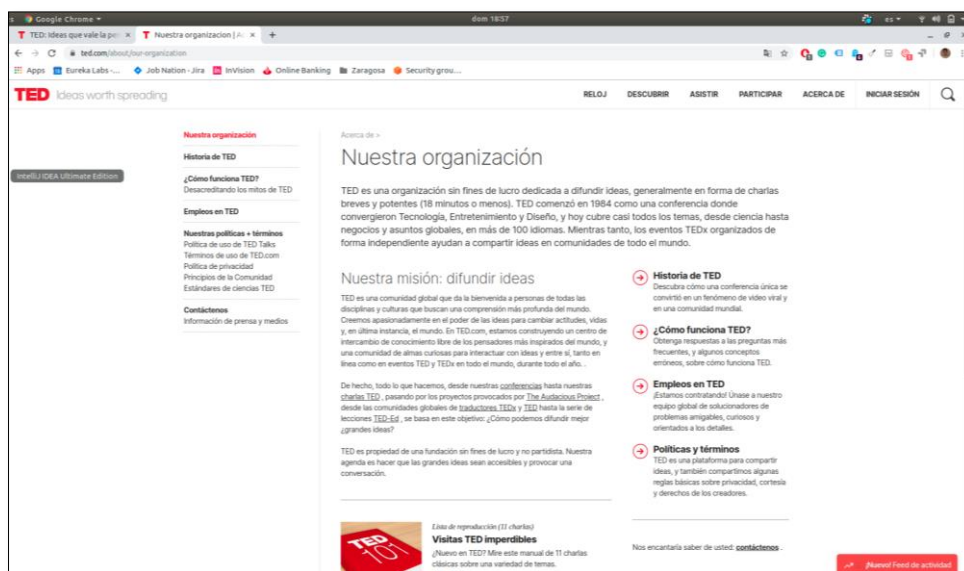 Google Chrome ▾
dom 18:57
es ▾
TED: Ideas que vale la pe
Nuestra organizacion | Ac
ted.com/about/our-organization
Apps
Eureka Labs -...
Job Nation - Jira
InVision
Online Banking
Zaragoza
Security grou...
TED Ideas worth spreading
RELOJ
DESCUBRIR
ASISTIR
PARTICIPAR
ACERCA DE
INICIAR SESIÓN
Nuestra organización
Historia de TED
IntelliJ IDEA Ultimate Edition
¿Cómo funciona TED?
Desacreditando los mitos de TED
Empleos en TED
Nuestras políticas + términos
Política de uso de TED Talks
Términos de uso de TED.com
Política de privacidad
Principios de la Comunidad
Estándares de ciencias TED
Contáctenos
Información de prensa y medios
Acerca de >
Nuestra organización
TED es una organización sin fines de lucro dedicada a difundir ideas, generalmente en forma de charlas
breves y potentes (18 minutos o menos). TED comenzó en 1984 como una conferencia donde
convergieron Tecnología, Entretenimiento y Diseño, y hoy cubre casi todos los temas, desde ciencia hasta
negocios y asuntos globales, en más de 100 idiomas. Mientras tanto, los eventos TEDx organizados de
forma independiente ayudan a compartir ideas en comunidades de todo el mundo.
Nuestra misión: difundir ideas
TED es una comunidad global que da la bienvenida a personas de todas las
disciplinas y culturas que buscan una comprensión más profunda del mundo.
Creemos apasionadamente en el poder de las ideas para cambiar actitudes, vidas
y, en última instancia, el mundo. En TED.com, estamos construyendo un centro de
intercambio de conocimiento libre de los pensadores más inspirados del mundo, y
una comunidad de almas curiosas para interactuar con ideas y entre sí, tanto en
línea como en eventos TED y TEDx en todo el mundo, durante todo el año. .
De hecho, todo lo que hacemos, desde nuestras conferencias hasta nuestras
charlas TED , pasando por los proyectos provocados por The Audacious Project ,
desde las comunidades globales de traductores TEDx y TED hasta la serie de
lecciones TED-Ed , se basa en este objetivo: ¿Cómo podemos difundir mejor
¿grandes ideas?
TED es propiedad de una fundación sin fines de lucro y no partidista. Nuestra
agenda es hacer que las grandes ideas sean accesibles y provocar una
conversación.
Historia de TED
Descubra cómo una conferencia única se
convirtió en un fenómeno de video viral y
en una comunidad mundial.
¿Cómo funciona TED?
Obtenga respuestas a las preguntas más
frecuentes, y algunos conceptos
erróneos, sobre cómo funciona TED.
Empleos en TED
¡Estamos contratando! Únase a nuestro
equipo global de solucionadores de
problemas amigables, curiosos y
orientados a los detalles.
Políticas y términos
TED es una plataforma para compartir
ideas, y también compartimos algunas
reglas básicas sobre privacidad, cortesía
y derechos de los creadores.
TED
101
Lista de reproducción (11 charlas)
Visitas TED imperdibles
¿Nuevo en TED? Mire este manual de 11 charlas
clásicas sobre una variedad de temas.
Nos encantaría saber de usted: contáctenos .
¡Nuevo! Feed de actividad